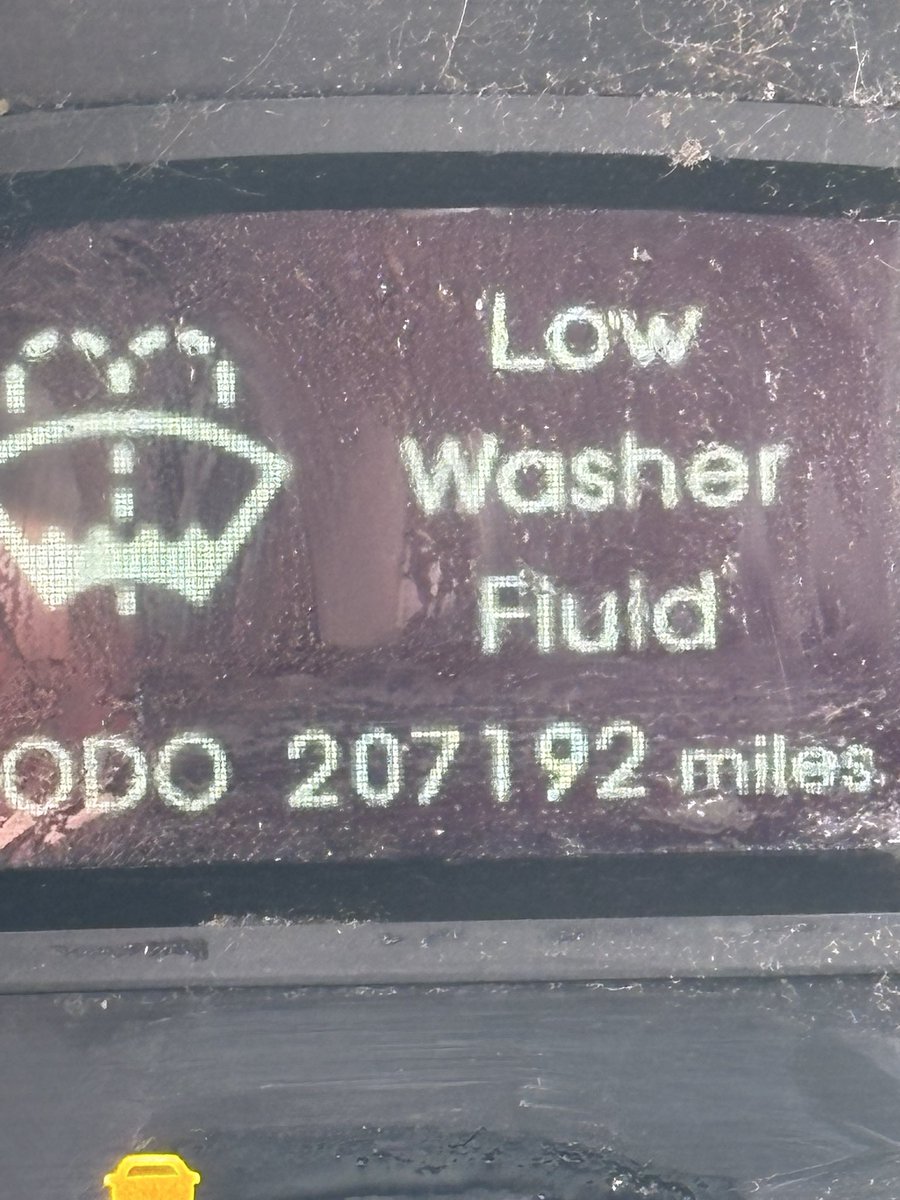 Low
Washer
Fluid
ODO 207192 miles